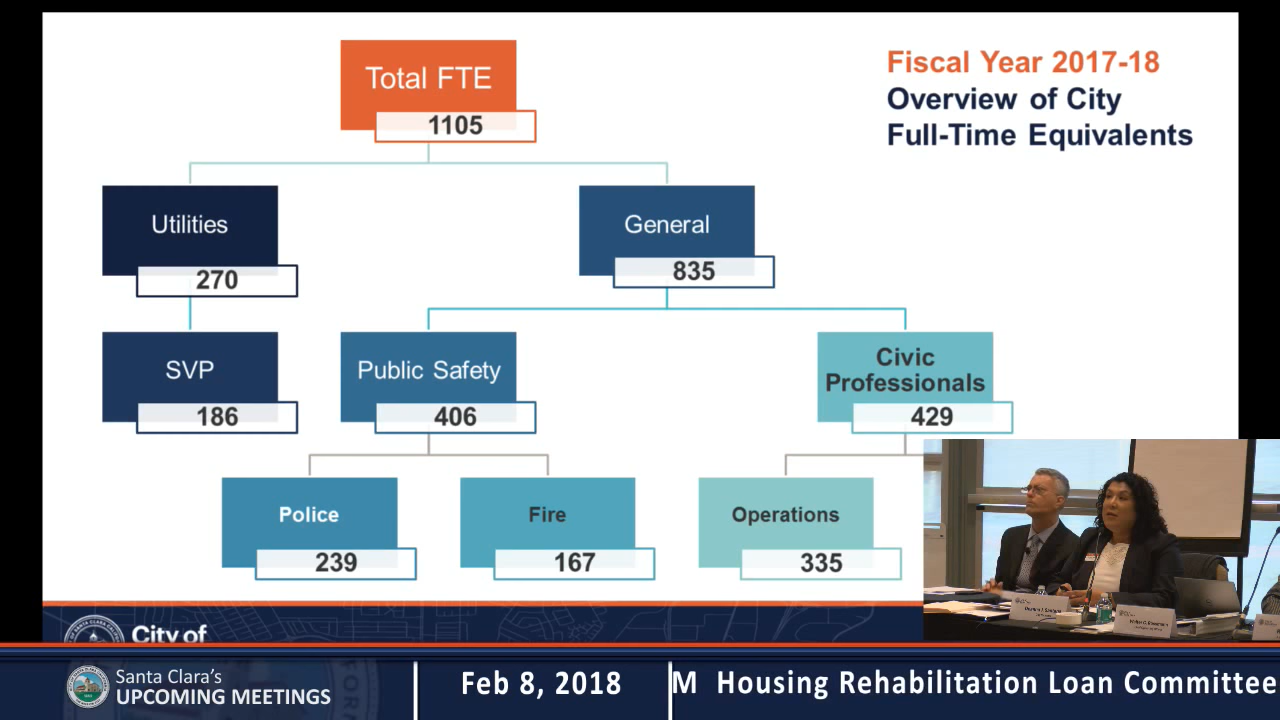 Total FTE
1105
Fiscal Year 2017-18
Overview of City
Full-Time Equivalents
Utilities
270
General
835
SVP
186
Public Safety
406
Civic
Professionals
429
Police
239
Fire
167
Operations
335
City of
Santa Clara's
UPCOMING MEETINGS
Feb 8, 2018
M Housing Rehabilitation Loan Committee